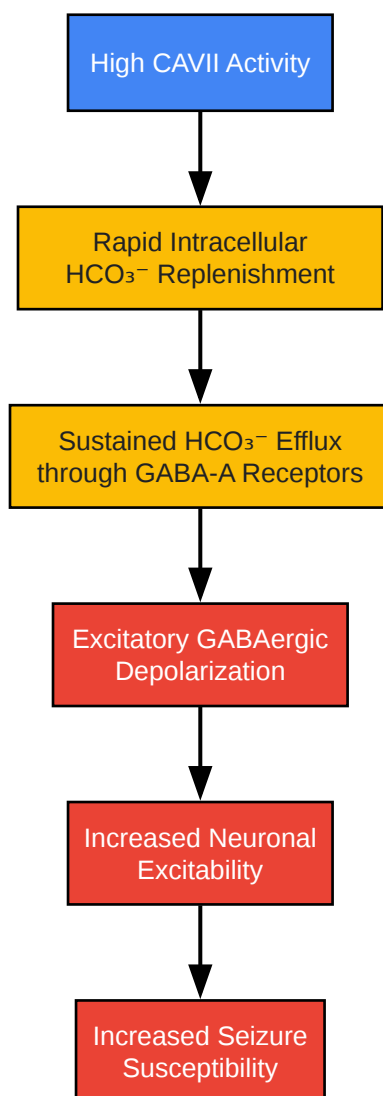 High CAVII Activity
Rapid Intracellular
HCO₃⁻ Replenishment
Sustained HCO₃⁻ Efflux
through GABA-A Receptors
Excitatory GABAergic
Depolarization
Increased Neuronal
Excitability
Increased Seizure
Susceptibility